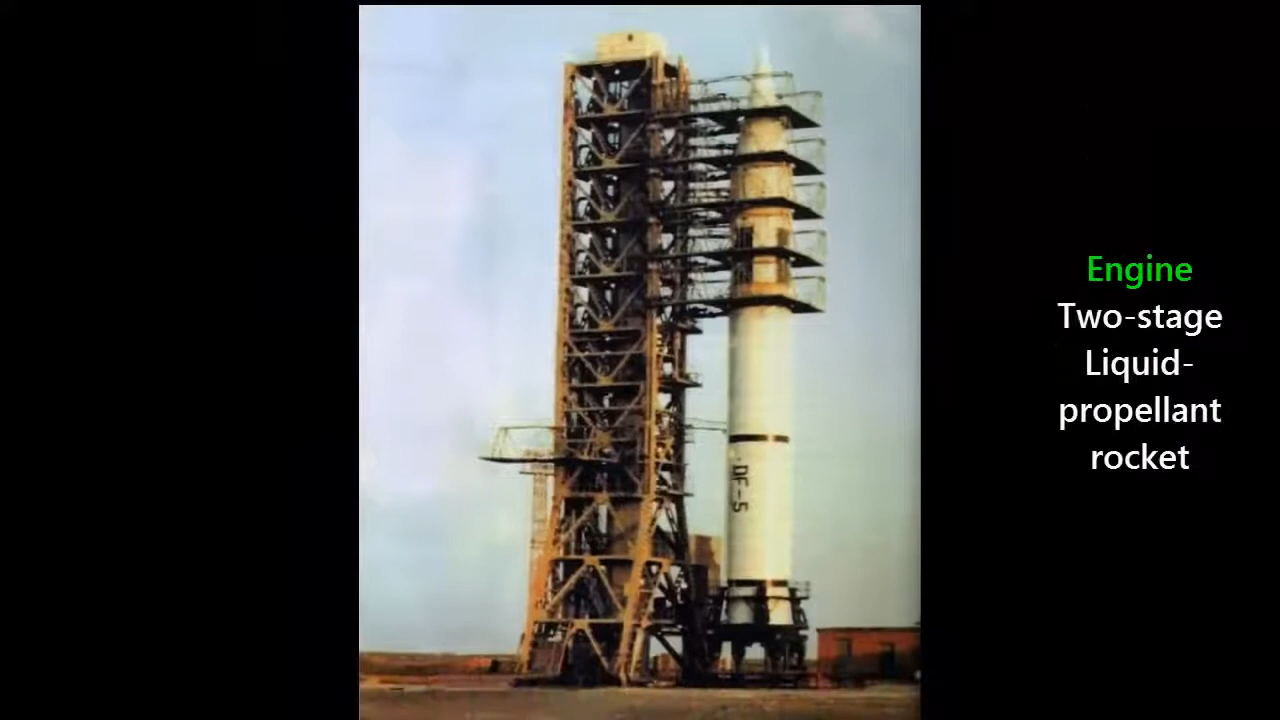 DF-5
Engine
Two-stage
Liquid-
propellant
rocket